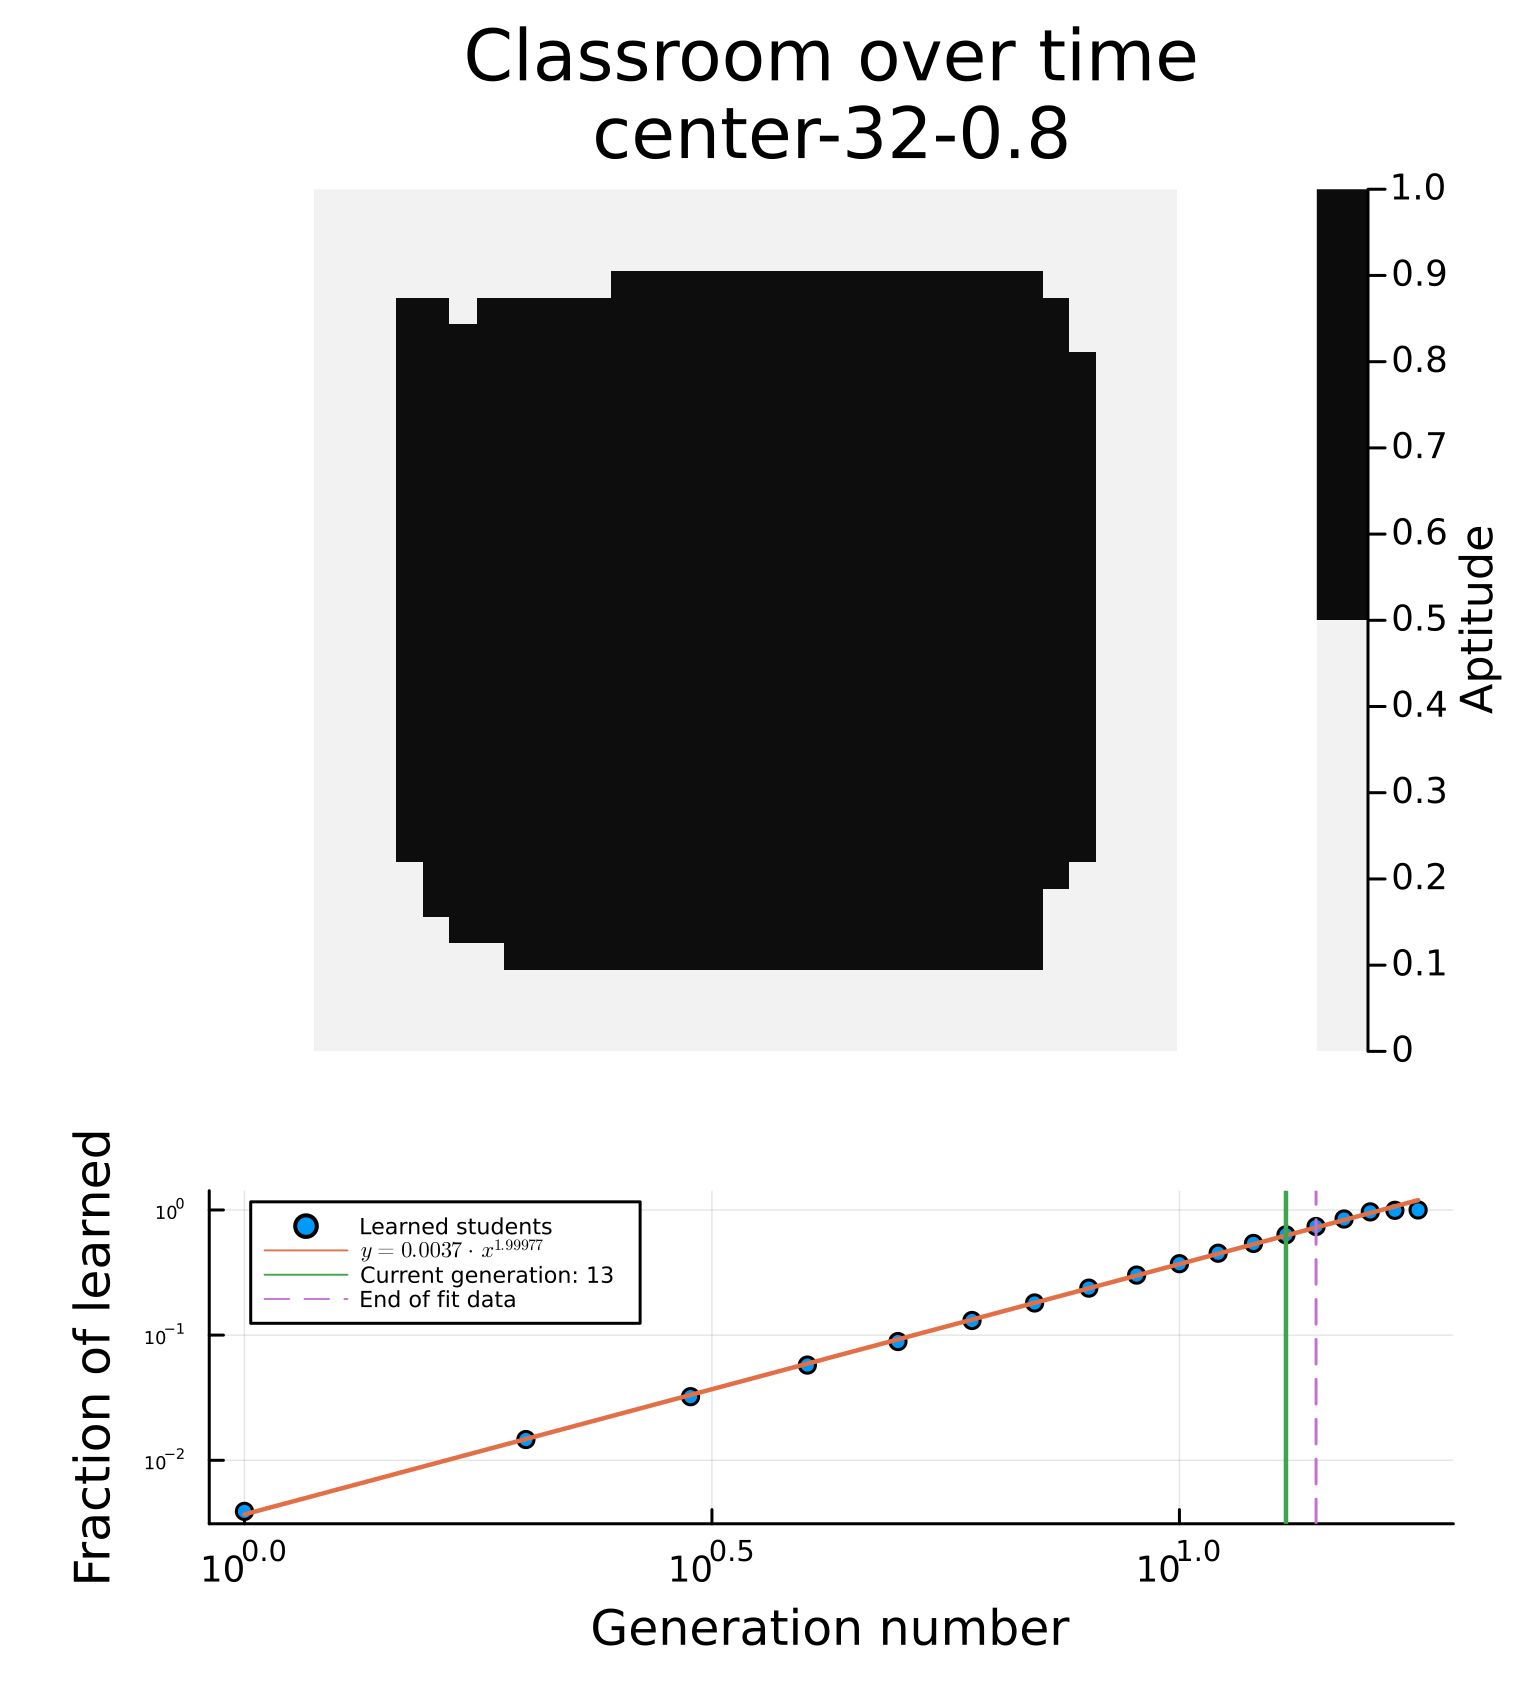 Classroom over time
center-32-0.8
1.0
0.9
0.8
0.7
0.6
0.5
0.4
0.3
0.2
0.1
0
Aptitude
Fraction of learned
10⁰
10⁻¹
10⁻²
Learned students
y = 0.0037 · x^1.99977
Current generation: 13
End of fit data
10^0.0
10^0.5
10^1.0
Generation number